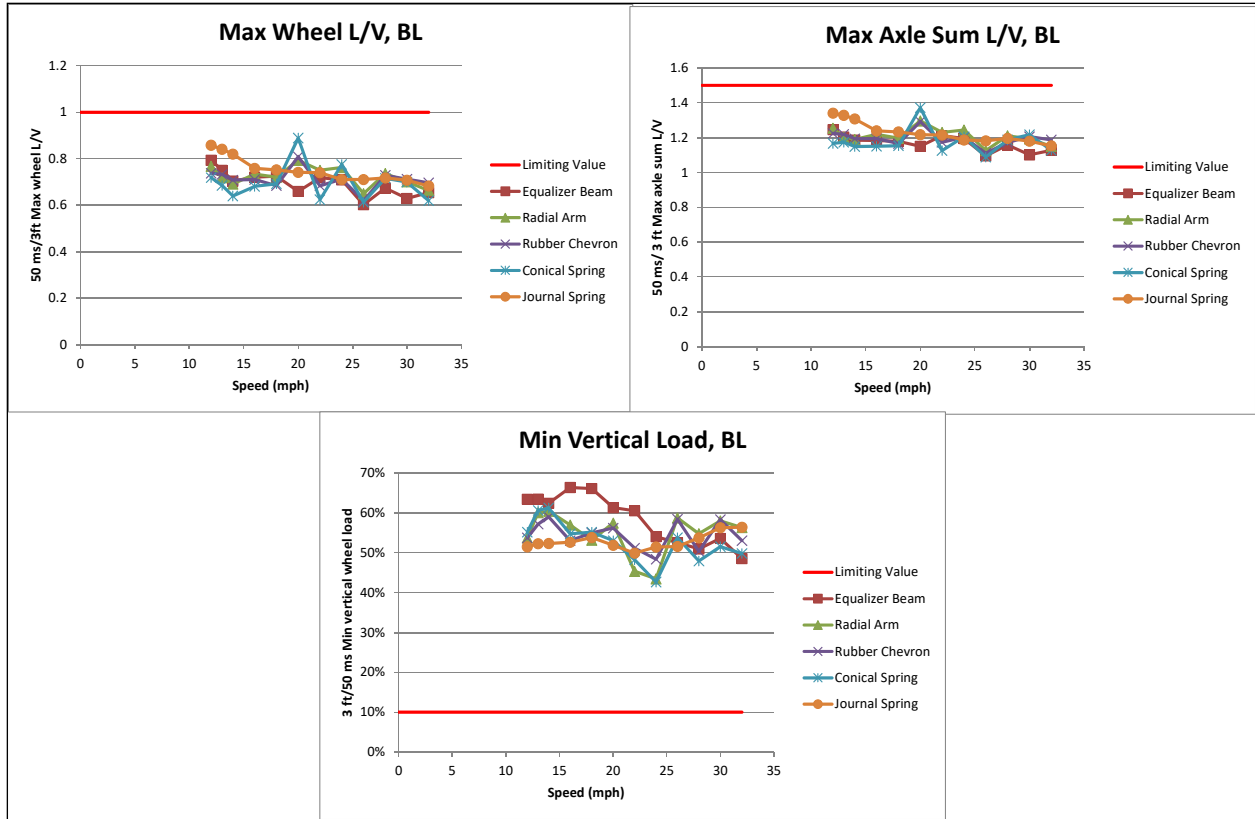 Max Wheel L/V, BL
50 ms/3ft Max wheel L/V
1.2
1
0.8
0.6
0.4
0.2
0
0 5 10 15 20 25 30 35
Speed (mph)
Limiting Value
Equalizer Beam
Radial Arm
Rubber Chevron
Conical Spring
Journal Spring
Max Axle Sum L/V, BL
50 ms/ 3 ft Max axle sum L/V
1.6
1.4
1.2
1
0.8
0.6
0.4
0.2
0
0 5 10 15 20 25 30 35
Speed (mph)
Limiting Value
Equalizer Beam
Radial Arm
Rubber Chevron
Conical Spring
Journal Spring
Min Vertical Load, BL
3 ft/50 ms Min vertical wheel load
70%
60%
50%
40%
30%
20%
10%
0%
0 5 10 15 20 25 30 35
Speed (mph)
Limiting Value
Equalizer Beam
Radial Arm
Rubber Chevron
Conical Spring
Journal Spring